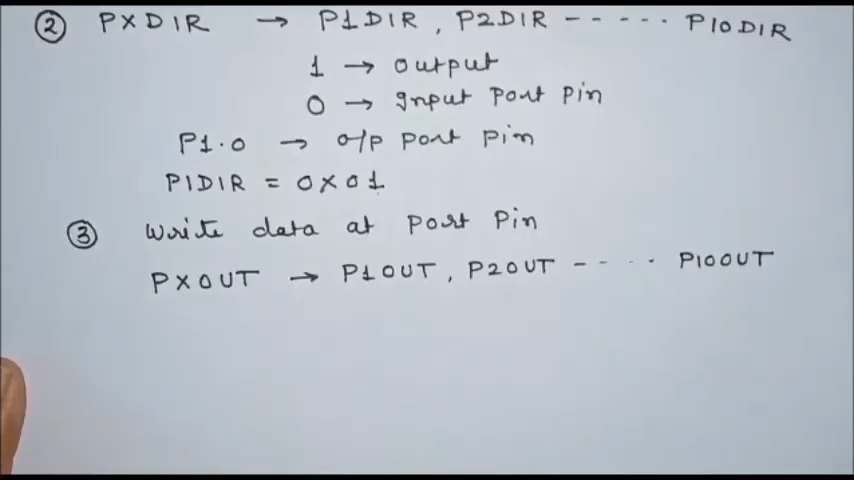 ② PXDIR → P1DIR, P2DIR ------ P10DIR
1 → output
0 → Input port pin
P1.0 → o/p port pin
P1DIR = 0X01
③ Write data at port pin
PXOUT → P1OUT, P2OUT ----- P10OUT